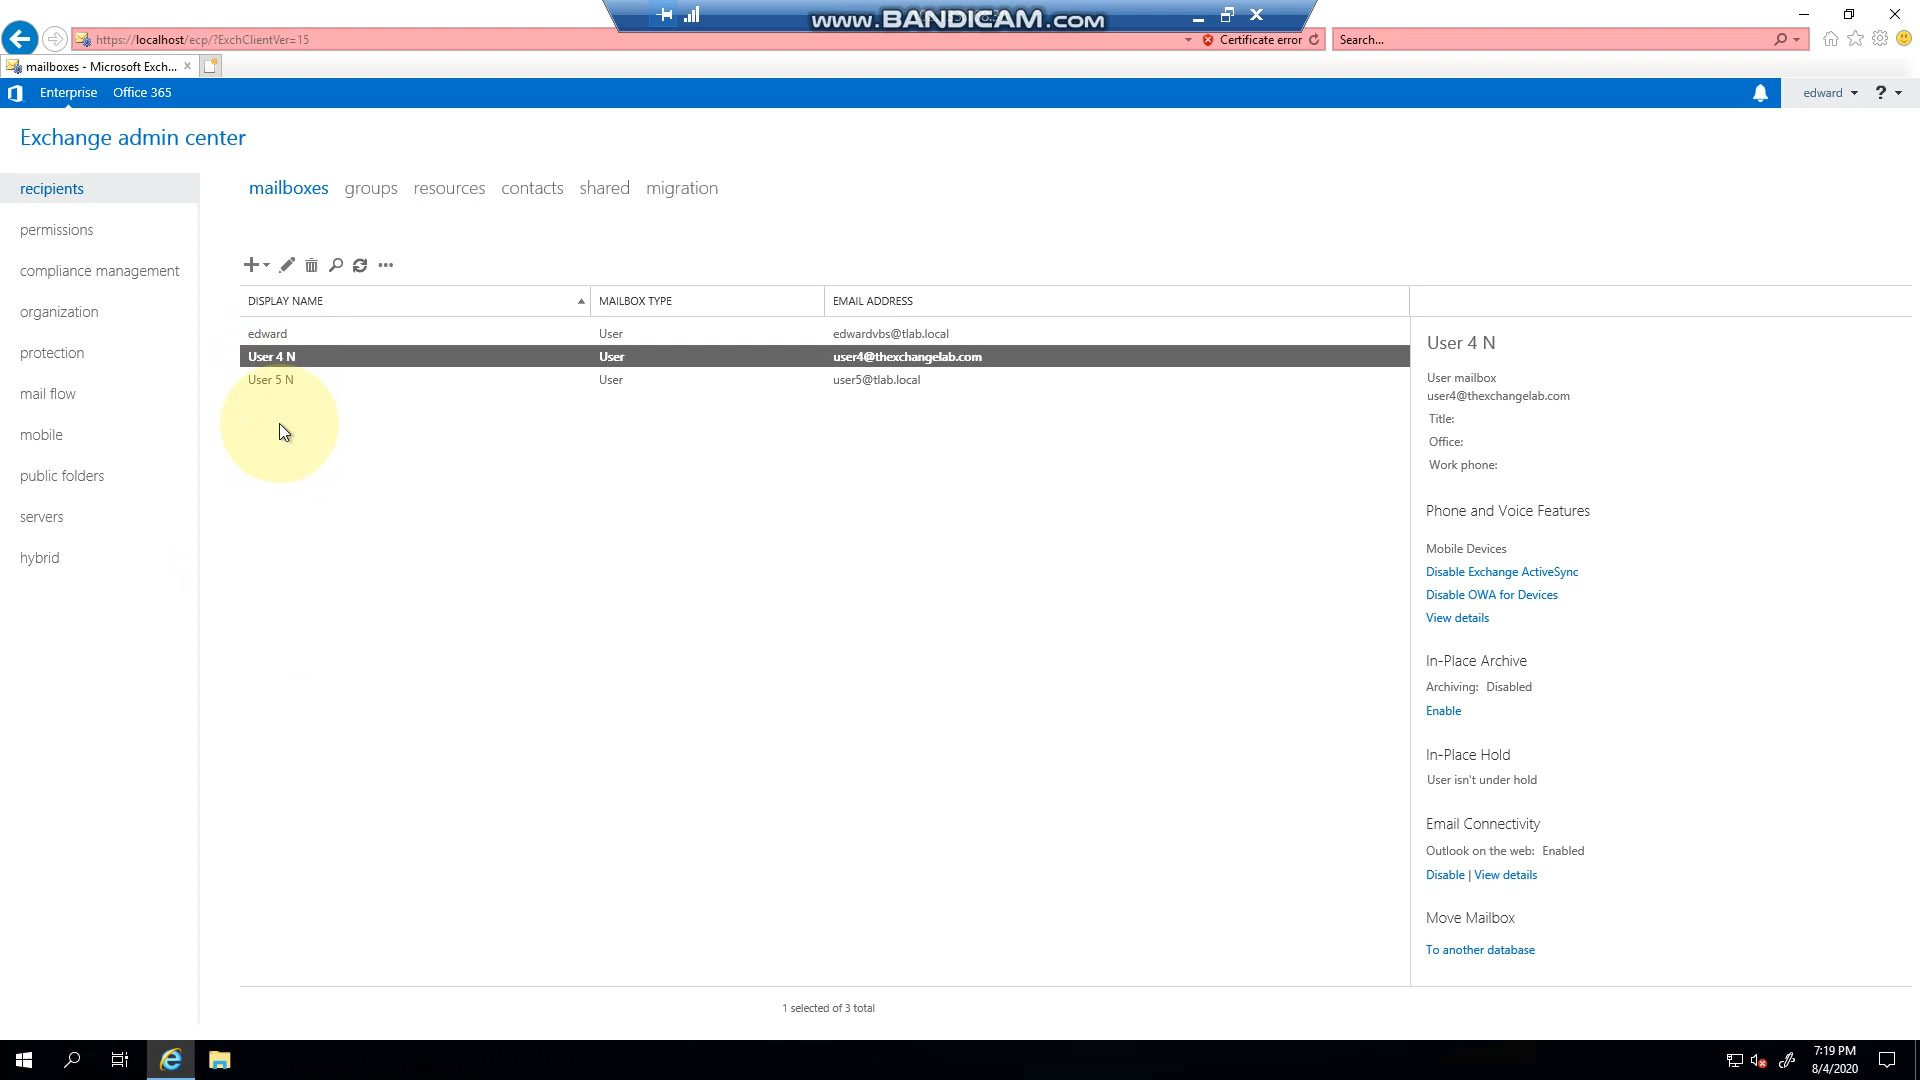 www.BANDICAM.com
https://localhost/ecp/?ExchClientVer=15
Certificate error
Search...
mailboxes - Microsoft Exch...
Enterprise
Office 365
edward
?
Exchange admin center
recipients
permissions
compliance management
organization
protection
mail flow
mobile
public folders
servers
hybrid
mailboxes groups resources contacts shared migration
DISPLAY NAME MAILBOX TYPE EMAIL ADDRESS
edward User edwardvbs@tlab.local
User 4 N User user4@thexchangelab.com
User 5 N User user5@tlab.local
1 selected of 3 total
User 4 N
User mailbox
user4@thexchangelab.com
Title:
Office:
Work phone:
Phone and Voice Features
Mobile Devices
Disable Exchange ActiveSync
Disable OWA for Devices
View details
In-Place Archive
Archiving: Disabled
Enable
In-Place Hold
User isn't under hold
Email Connectivity
Outlook on the web: Enabled
Disable | View details
Move Mailbox
To another database
7:19 PM
8/4/2020